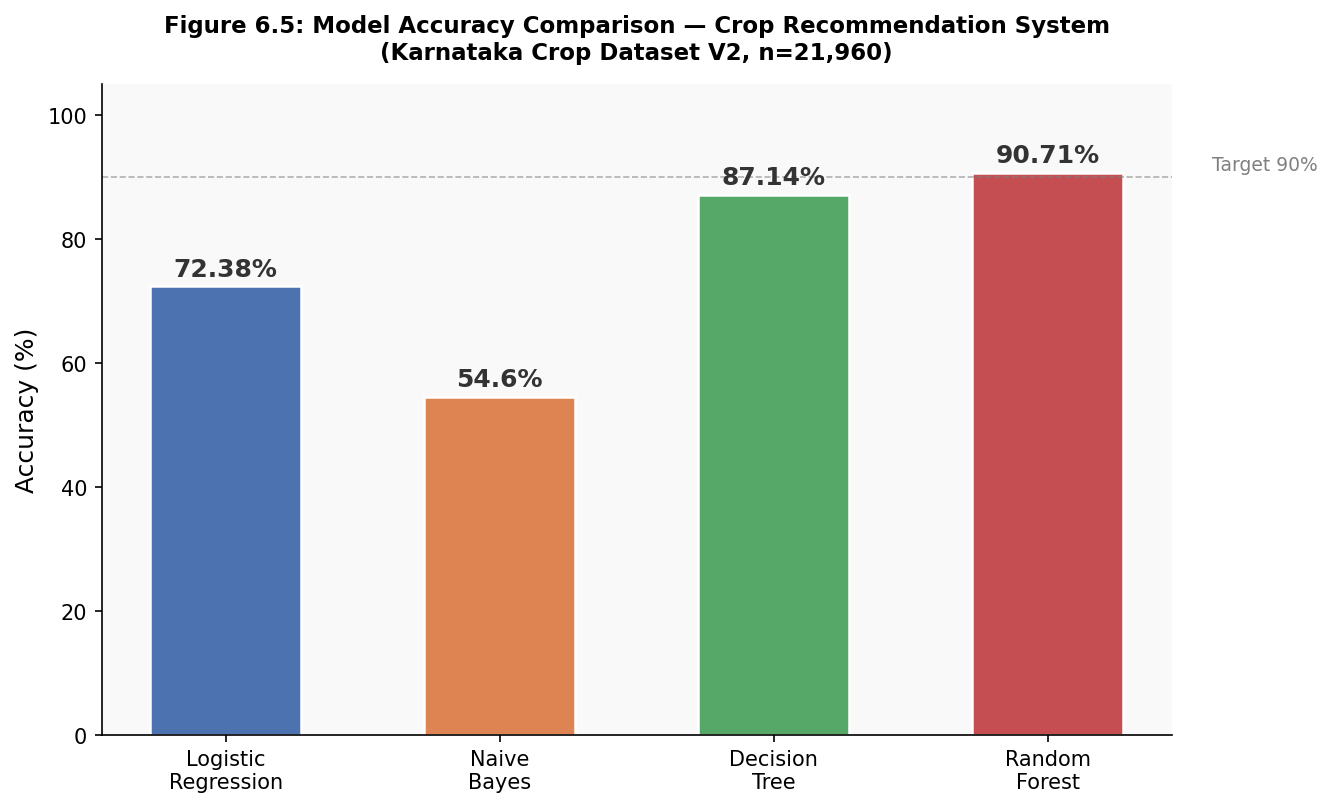 Figure 6.5: Model Accuracy Comparison — Crop Recommendation System
(Karnataka Crop Dataset V2, n=21,960)
Accuracy (%)
100
80
60
40
20
0
Target 90%
72.38%
54.6%
87.14%
90.71%
Logistic
Regression
Naive
Bayes
Decision
Tree
Random
Forest